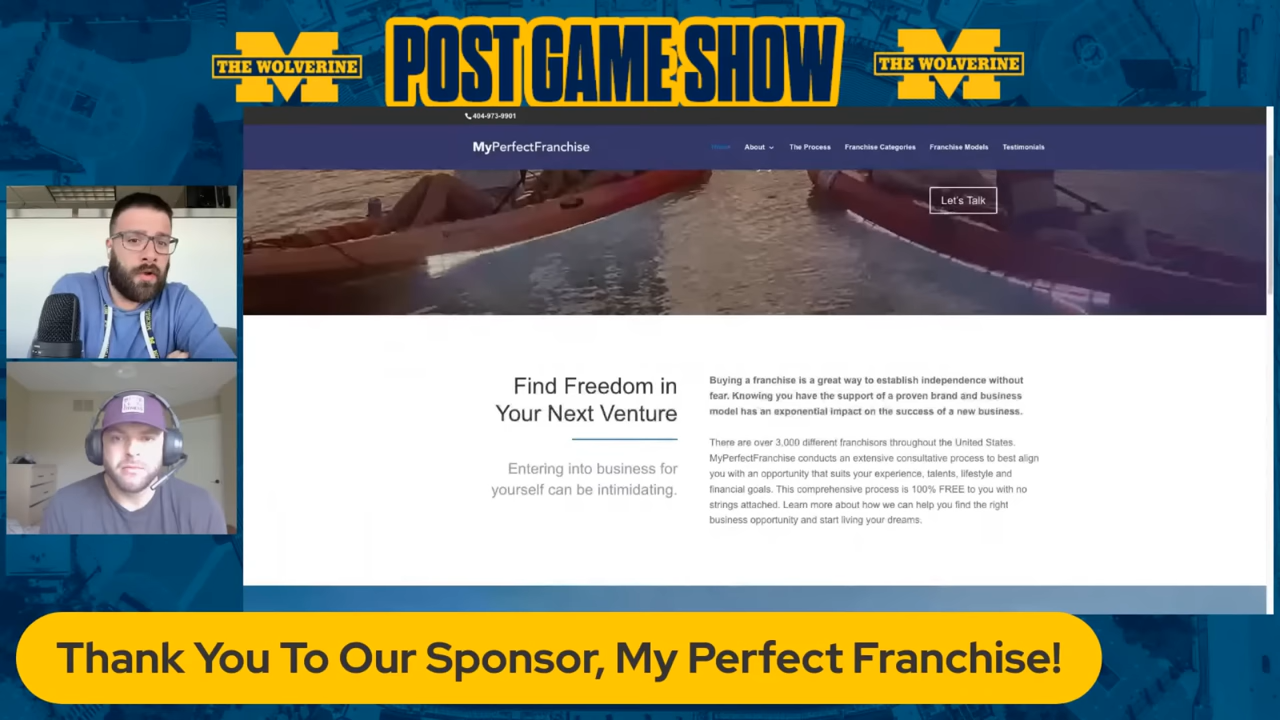 THE WOLVERINE
POST GAME SHOW
THE WOLVERINE
404-973-9901
MyPerfectFranchise
Home About The Process Franchise Categories Franchise Models Testimonials
Let's Talk
Find Freedom in
Your Next Venture
Entering into business for
yourself can be intimidating.
Buying a franchise is a great way to establish independence without
fear. Knowing you have the support of a proven brand and business
model has an exponential impact on the success of a new business.
There are over 3,000 different franchisors throughout the United States.
MyPerfectFranchise conducts an extensive consultative process to best align
you with an opportunity that suits your experience, talents, lifestyle and
financial goals. This comprehensive process is 100% FREE to you with no
strings attached. Learn more about how we can help you find the right
business opportunity and start living your dreams.
Thank You To Our Sponsor, My Perfect Franchise!